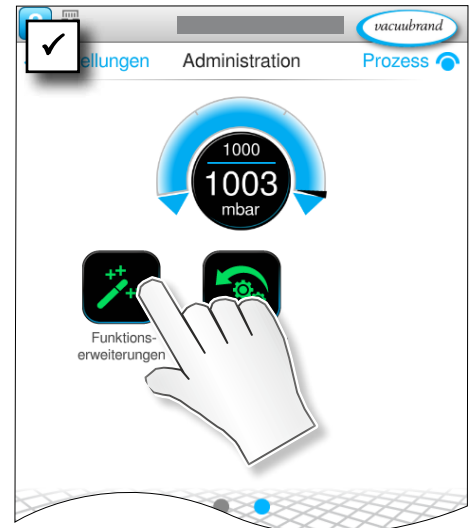 vacuubrand
ellungen Administration Prozess
1000
1003
mbar
Funktions-
erweiterungen